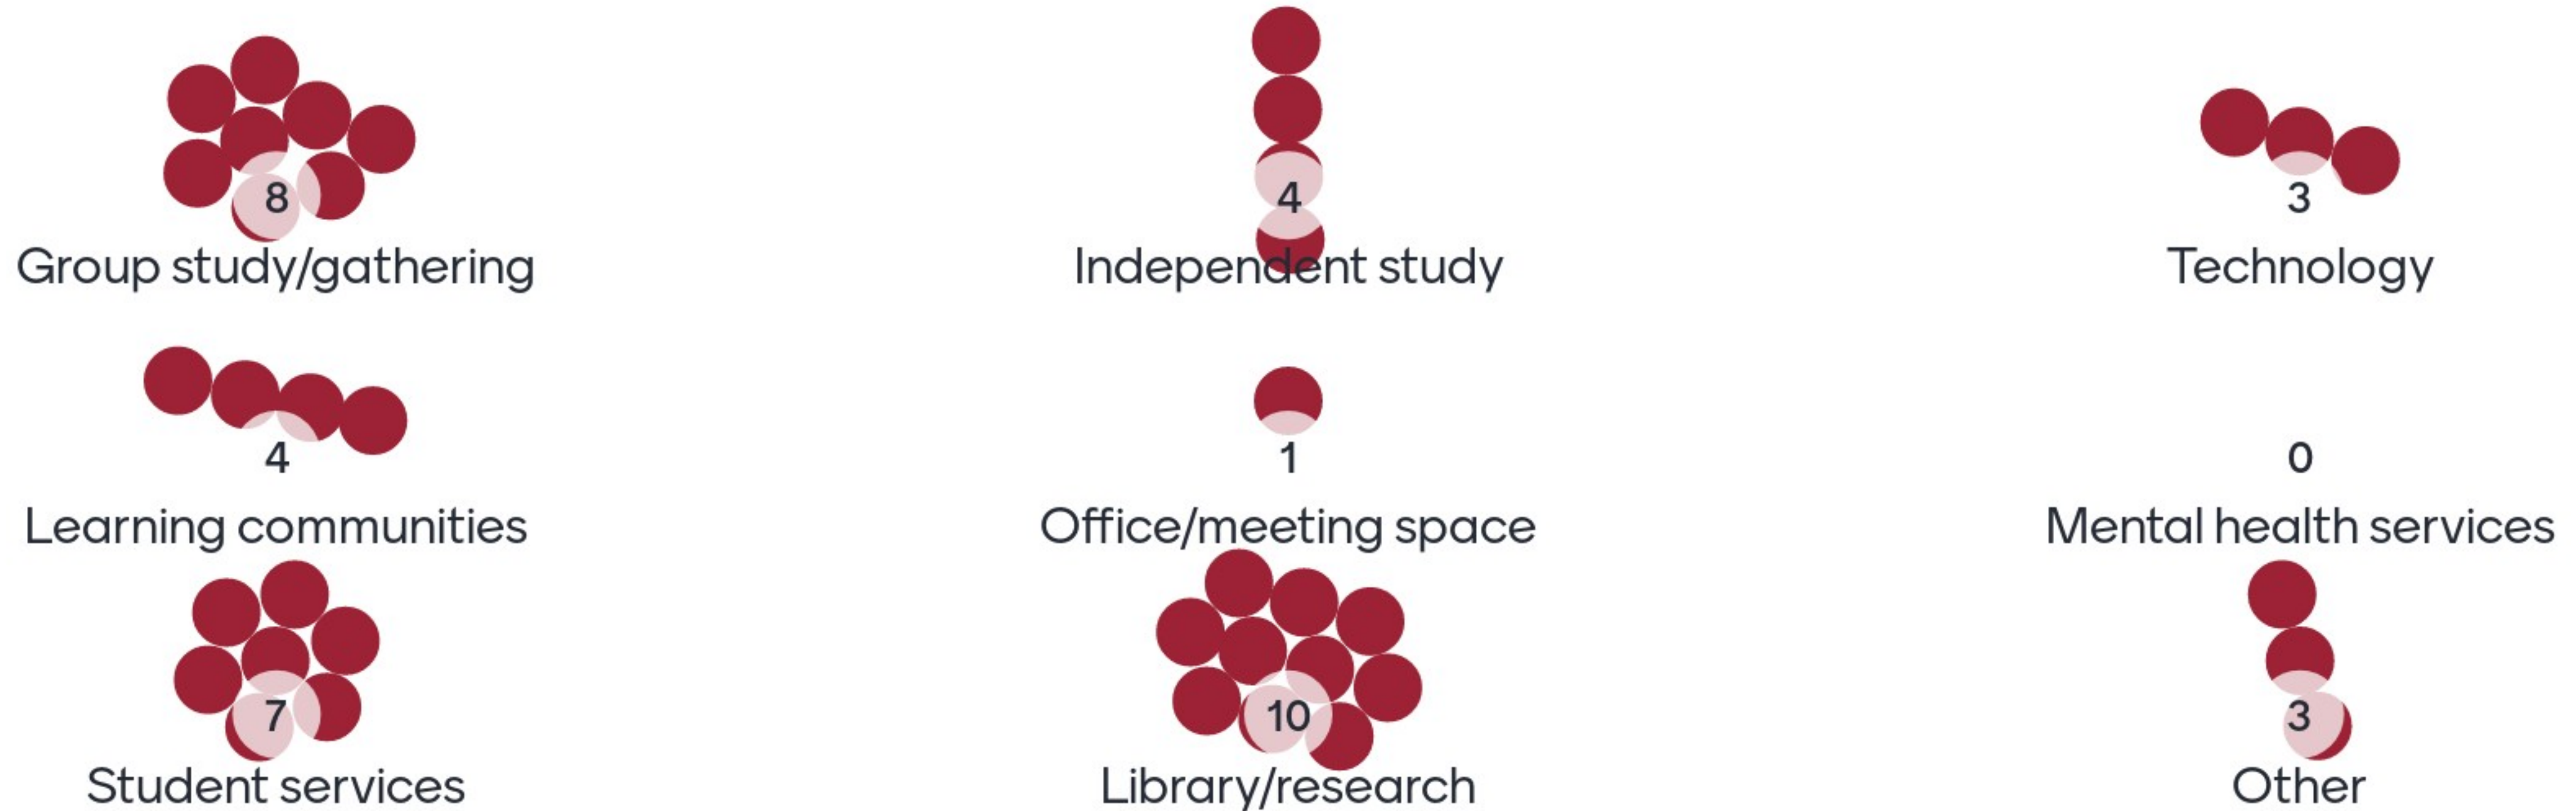 8
Group study/gathering
4
Independent study
3
Technology
4
Learning communities
1
Office/meeting space
0
Mental health services
7
Student services
10
Library/research
3
Other